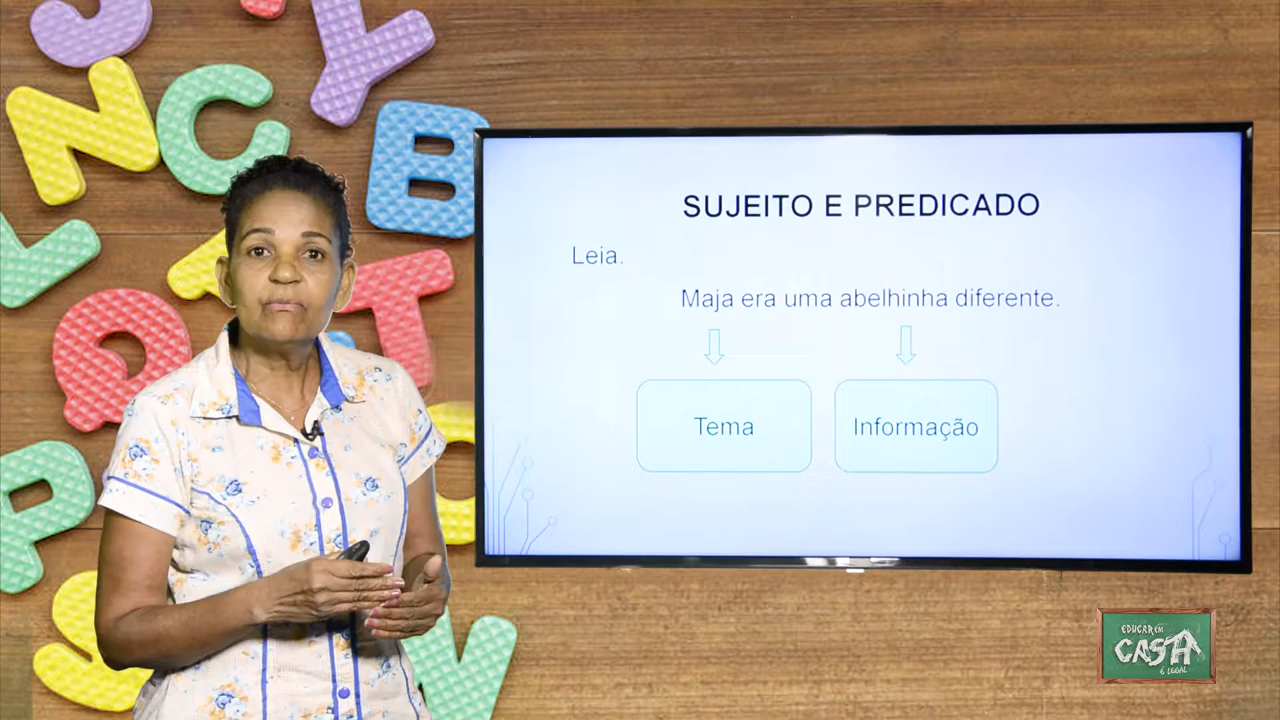 SUJEITO E PREDICADO
Leia.
Maja era uma abelhinha diferente.
Tema
Informação
EDUCAR EM
CASA
É LEGAL